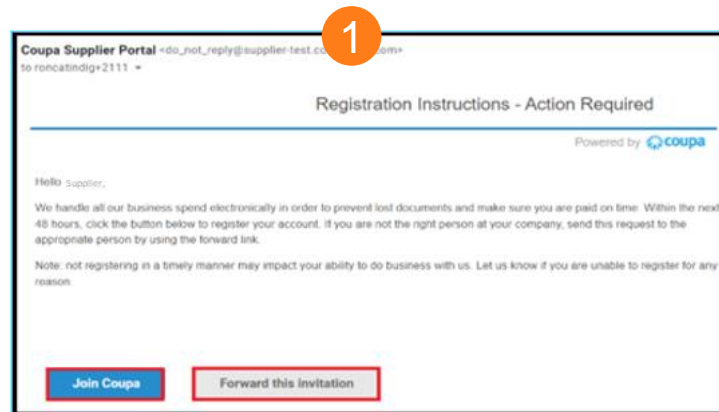 1
Coupa Supplier Portal <do_not_reply@supplier-test.co com>
to roncatindig+2111
Registration Instructions - Action Required
Powered by coupa
Hello Supplier,
We handle all our business spend electronically in order to prevent lost documents and make sure you are paid on time. Within the next
48 hours, click the button below to register your account. If you are not the right person at your company, send this request to the
appropriate person by using the forward link.
Note: not registering in a timely manner may impact your ability to do business with us. Let us know if you are unable to register for any
reason.
Join Coupa
Forward this invitation